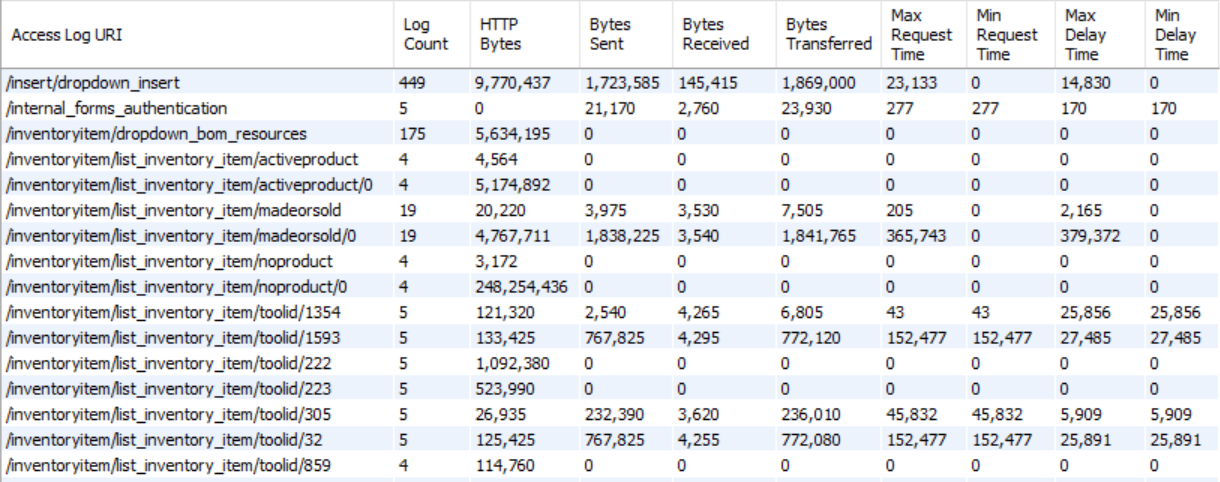 Access Log URI Log Count HTTP Bytes Bytes Sent Bytes Received Bytes Transferred Max Request Time Min Request Time Max Delay Time Min Delay Time
/insert/dropdown_insert 449 9,770,437 1,723,585 145,415 1,869,000 23,133 0 14,830 0
/internal_forms_authentication 5 0 21,170 2,760 23,930 277 277 170 170
/inventoryitem/dropdown_bom_resources 175 5,634,195 0 0 0 0 0 0 0
/inventoryitem/list_inventory_item/activeproduct 4 4,564 0 0 0 0 0 0 0
/inventoryitem/list_inventory_item/activeproduct/0 4 5,174,892 0 0 0 0 0 0 0
/inventoryitem/list_inventory_item/madeorsold 19 20,220 3,975 3,530 7,505 205 0 2,165 0
/inventoryitem/list_inventory_item/madeorsold/0 19 4,767,711 1,838,225 3,540 1,841,765 365,743 0 379,372 0
/inventoryitem/list_inventory_item/noproduct 4 3,172 0 0 0 0 0 0 0
/inventoryitem/list_inventory_item/noproduct/0 4 248,254,436 0 0 0 0 0 0 0
/inventoryitem/list_inventory_item/toolid/1354 5 121,320 2,540 4,265 6,805 43 43 25,856 25,856
/inventoryitem/list_inventory_item/toolid/1593 5 133,425 767,825 4,295 772,120 152,477 152,477 27,485 27,485
/inventoryitem/list_inventory_item/toolid/222 5 1,092,380 0 0 0 0 0 0 0
/inventoryitem/list_inventory_item/toolid/223 5 523,990 0 0 0 0 0 0 0
/inventoryitem/list_inventory_item/toolid/305 5 26,935 232,390 3,620 236,010 45,832 45,832 5,909 5,909
/inventoryitem/list_inventory_item/toolid/32 5 125,425 767,825 4,255 772,080 152,477 152,477 25,891 25,891
/inventoryitem/list_inventory_item/toolid/859 4 114,760 0 0 0 0 0 0 0